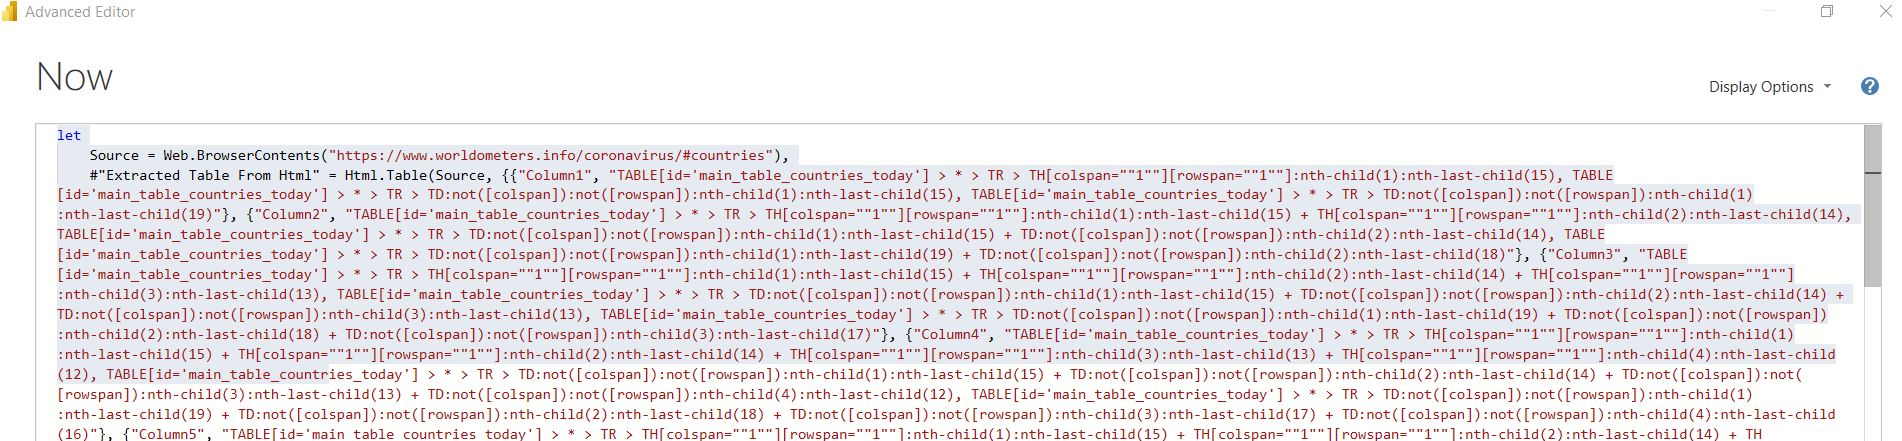 Advanced Editor
Now
Display Options
let
Source = Web.BrowserContents("https://www.worldometers.info/coronavirus/#countries"),
#"Extracted Table From Html" = Html.Table(Source, {{"Column1", "TABLE[id='main_table_countries_today'] > * > TR > TH[colspan=""1""][rowspan=""1""]:nth-child(1):nth-last-child(15), TABLE
[id='main_table_countries_today'] > * > TR > TD:not([colspan]):not([rowspan]):nth-child(1):nth-last-child(15), TABLE[id='main_table_countries_today'] > * > TR > TD:not([colspan]):not([rowspan]):nth-child(1)
:nth-last-child(19)"}, {"Column2", "TABLE[id='main_table_countries_today'] > * > TR > TH[colspan=""1""][rowspan=""1""]:nth-child(1):nth-last-child(15) + TH[colspan=""1""][rowspan=""1""]:nth-child(2):nth-last-child(14),
TABLE[id='main_table_countries_today'] > * > TR > TD:not([colspan]):not([rowspan]):nth-child(1):nth-last-child(15) + TD:not([colspan]):not([rowspan]):nth-child(2):nth-last-child(14), TABLE
[id='main_table_countries_today'] > * > TR > TD:not([colspan]):not([rowspan]):nth-child(1):nth-last-child(19) + TD:not([colspan]):not([rowspan]):nth-child(2):nth-last-child(18)"}, {"Column3", "TABLE
[id='main_table_countries_today'] > * > TR > TH[colspan=""1""][rowspan=""1""]:nth-child(1):nth-last-child(15) + TH[colspan=""1""][rowspan=""1""]:nth-child(2):nth-last-child(14) + TH[colspan=""1""][rowspan=""1""]
:nth-child(3):nth-last-child(13), TABLE[id='main_table_countries_today'] > * > TR > TD:not([colspan]):not([rowspan]):nth-child(1):nth-last-child(15) + TD:not([colspan]):not([rowspan]):nth-child(2):nth-last-child(14) +
TD:not([colspan]):not([rowspan]):nth-child(3):nth-last-child(13), TABLE[id='main_table_countries_today'] > * > TR > TD:not([colspan]):not([rowspan]):nth-child(1):nth-last-child(19) + TD:not([colspan]):not([rowspan])
:nth-child(2):nth-last-child(18) + TD:not([colspan]):not([rowspan]):nth-child(3):nth-last-child(17)"}, {"Column4", "TABLE[id='main_table_countries_today'] > * > TR > TH[colspan=""1""][rowspan=""1""]:nth-child(1)
:nth-last-child(15) + TH[colspan=""1""][rowspan=""1""]:nth-child(2):nth-last-child(14) + TH[colspan=""1""][rowspan=""1""]:nth-child(3):nth-last-child(13) + TH[colspan=""1""][rowspan=""1""]:nth-child(4):nth-last-child
(12), TABLE[id='main_table_countries_today'] > * > TR > TD:not([colspan]):not([rowspan]):nth-child(1):nth-last-child(15) + TD:not([colspan]):not([rowspan]):nth-child(2):nth-last-child(14) + TD:not([colspan]):not(
[rowspan]):nth-child(3):nth-last-child(13) + TD:not([colspan]):not([rowspan]):nth-child(4):nth-last-child(12), TABLE[id='main_table_countries_today'] > * > TR > TD:not([colspan]):not([rowspan]):nth-child(1)
:nth-last-child(19) + TD:not([colspan]):not([rowspan]):nth-child(2):nth-last-child(18) + TD:not([colspan]):not([rowspan]):nth-child(3):nth-last-child(17) + TD:not([colspan]):not([rowspan]):nth-child(4):nth-last-child
(16)"}, {"Column5", "TABLE[id='main_table_countries_today'] > * > TR > TH[colspan=""1""][rowspan=""1""]:nth-child(1):nth-last-child(15) + TH[colspan=""1""][rowspan=""1""]:nth-child(2):nth-last-child(14) + TH